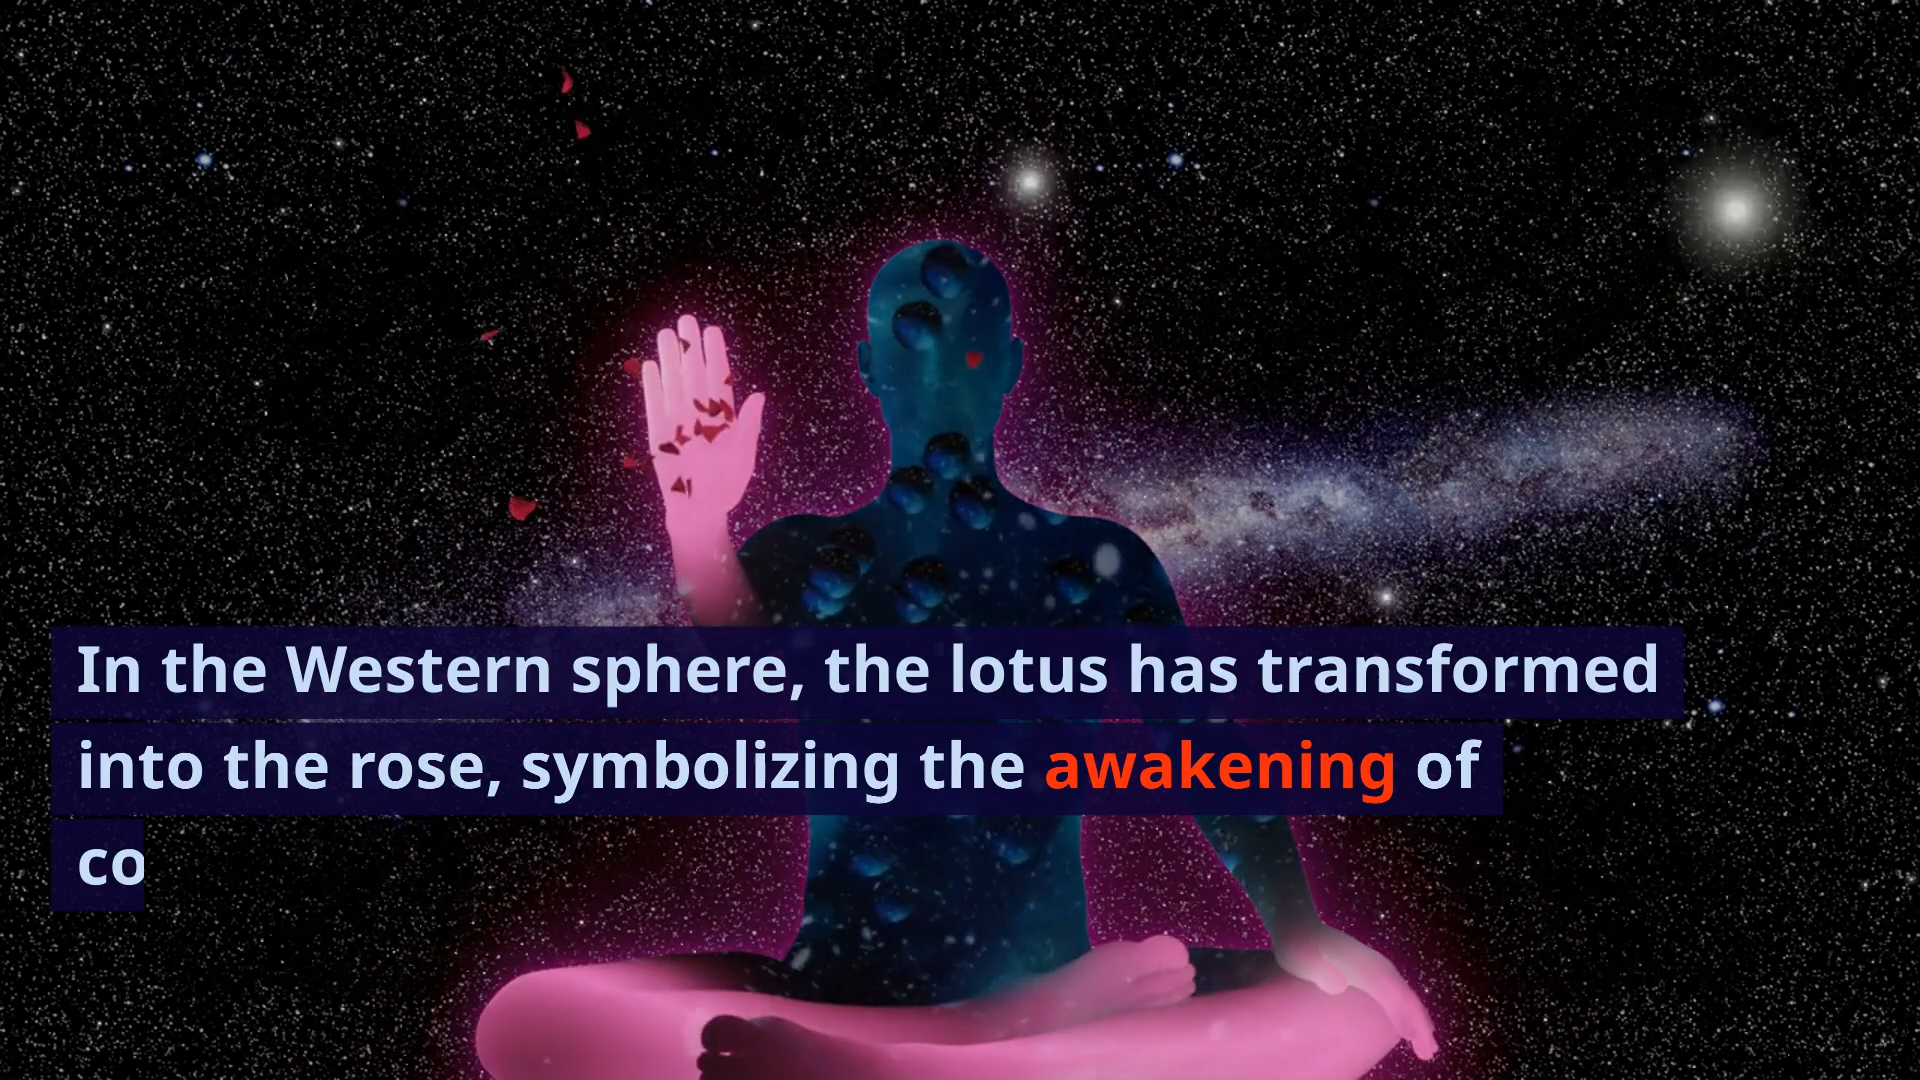 In the Western sphere, the lotus has transformed
into the rose, symbolizing the awakening of
co